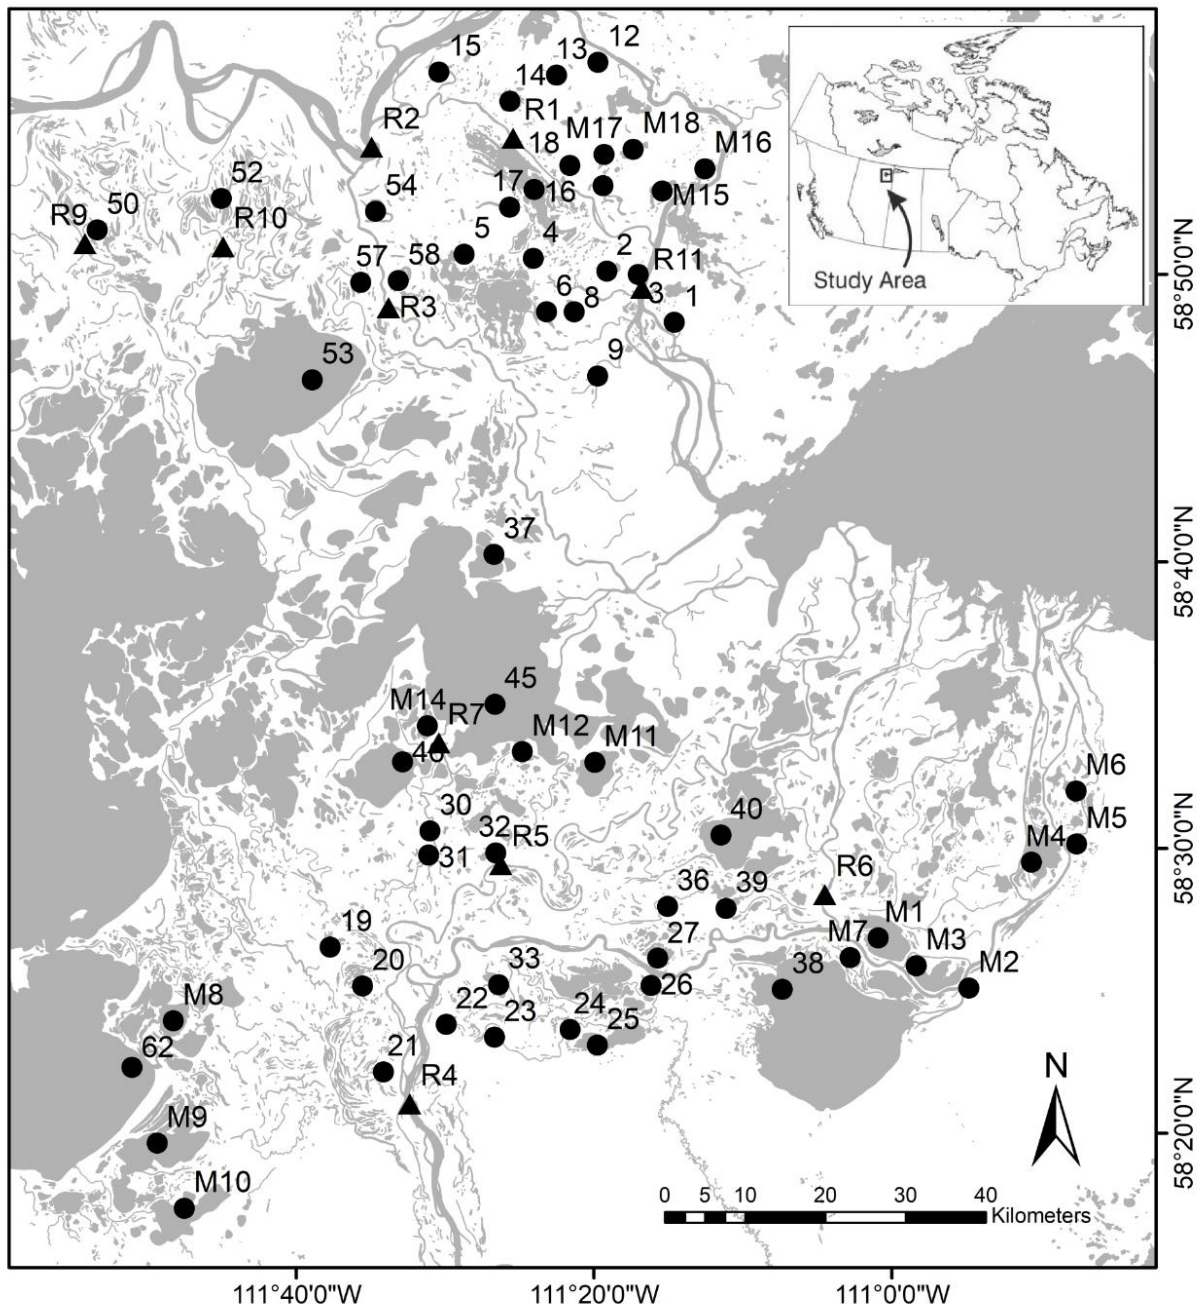 12
15
13
14
R1
R2
18
M17
M18
M16
52
54
17
16
M15
50
R9
R10
5
4
2
R11
57
58
6
8
3
1
R3
53
9
Study Area
58°50'0"N
37
58°40'0"N
45
M14
R7
M12
M11
46
M6
30
40
M5
32
R5
M4
31
58°30'0"N
R6
36
39
M1
19
27
M7
M3
20
33
38
M2
26
M8
22
23
24
25
62
21
R4
N
M9
58°20'0"N
M10
0 5 10 20 30 40
Kilometers
111°40'0"W 111°20'0"W 111°0'0"W